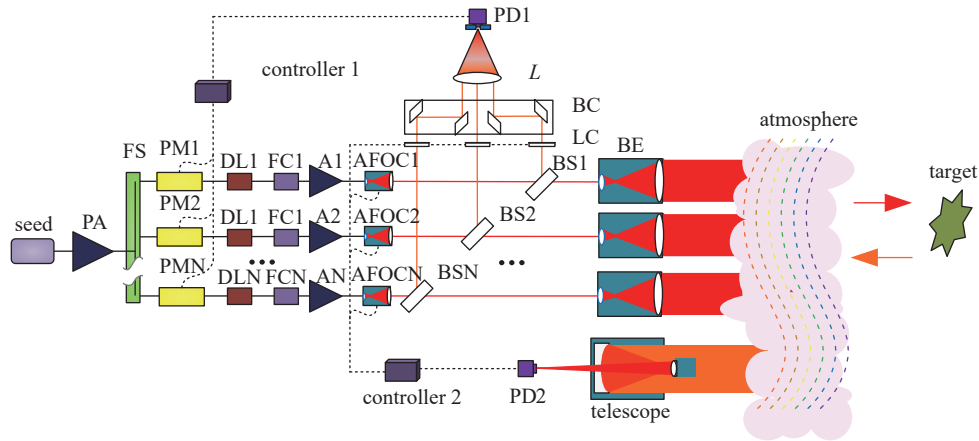 PD1
controller 1
L
BC
LC
atmosphere
FS
PM1
DL1
FC1
A1
AFOC1
BS1
BE
target
seed
PA
PM2
DL1
FC1
A2
AFOC2
BS2
PMN
•••
•••
DLN
FCN
AN
AFOCN
BSN
controller 2
PD2
telescope